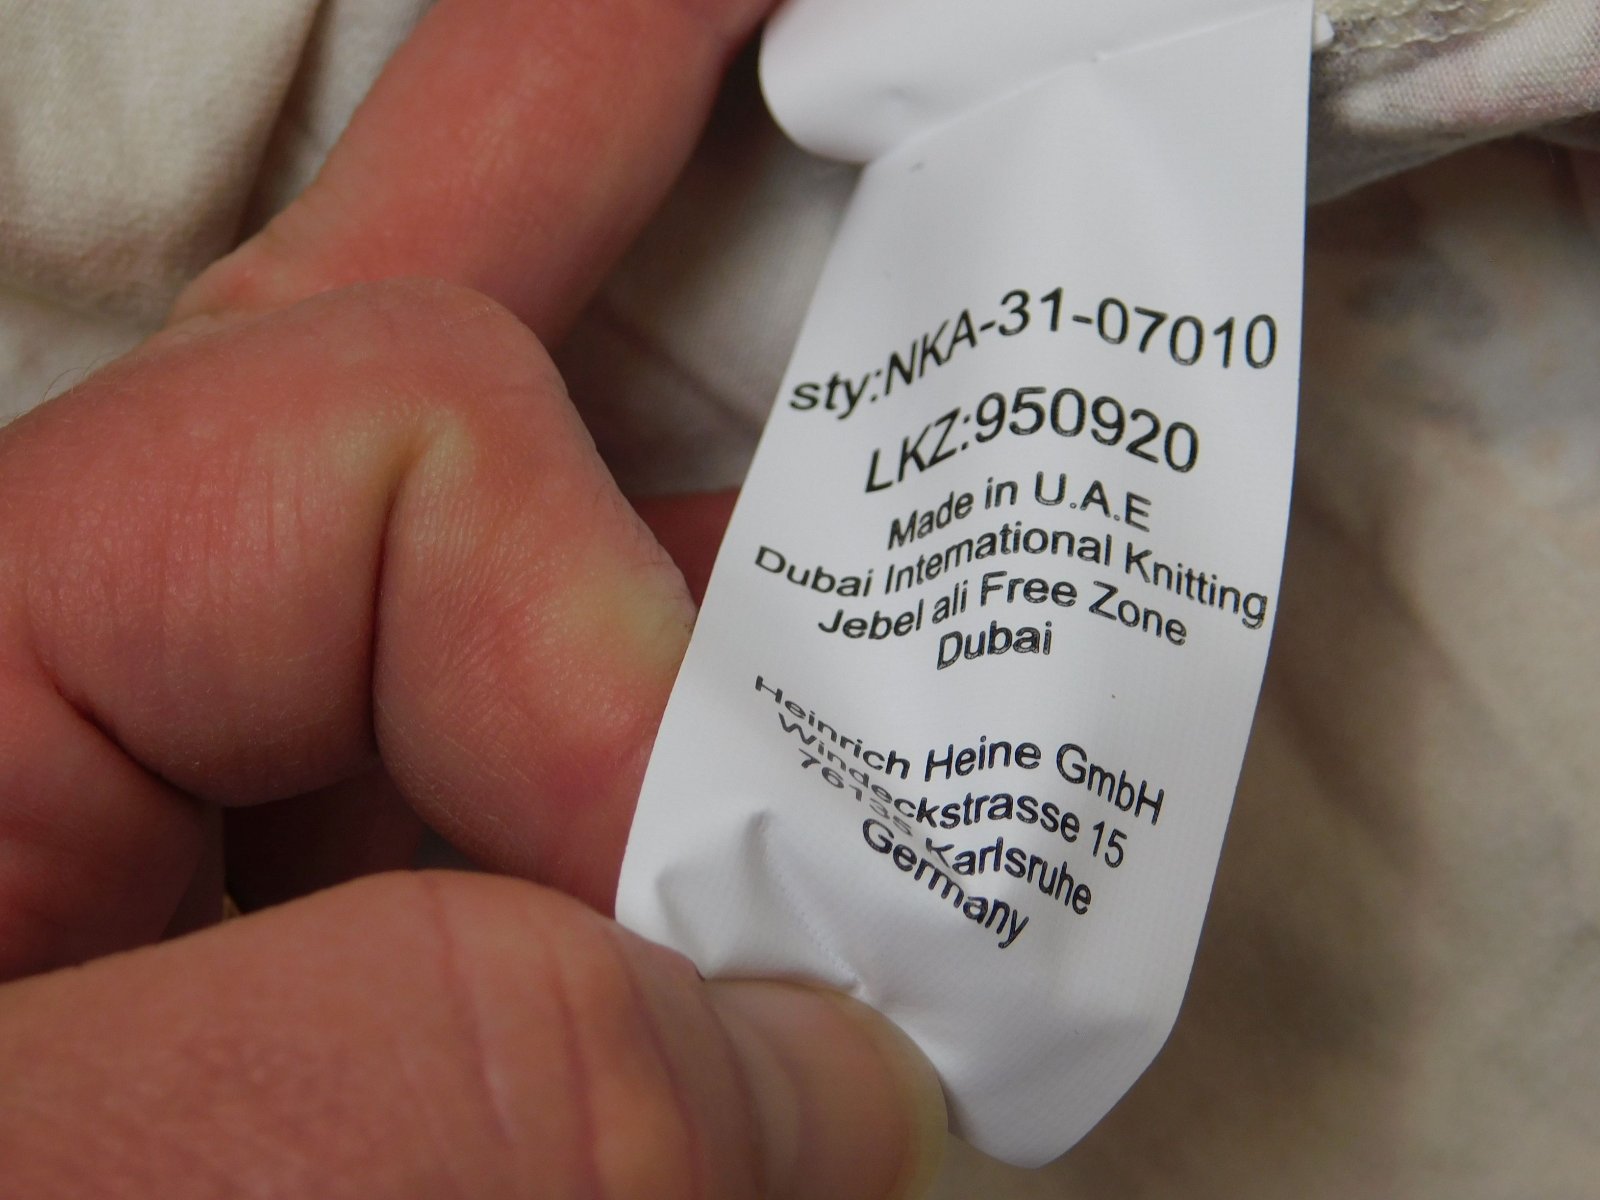 sty:NKA-31-07010
LKZ:950920
Made in U.A.E
Dubai International Knitting
Jebel ali Free Zone
Dubai
Heinrich Heine GmbH
Windeckstrasse 15
76135 Karlsruhe
Germany